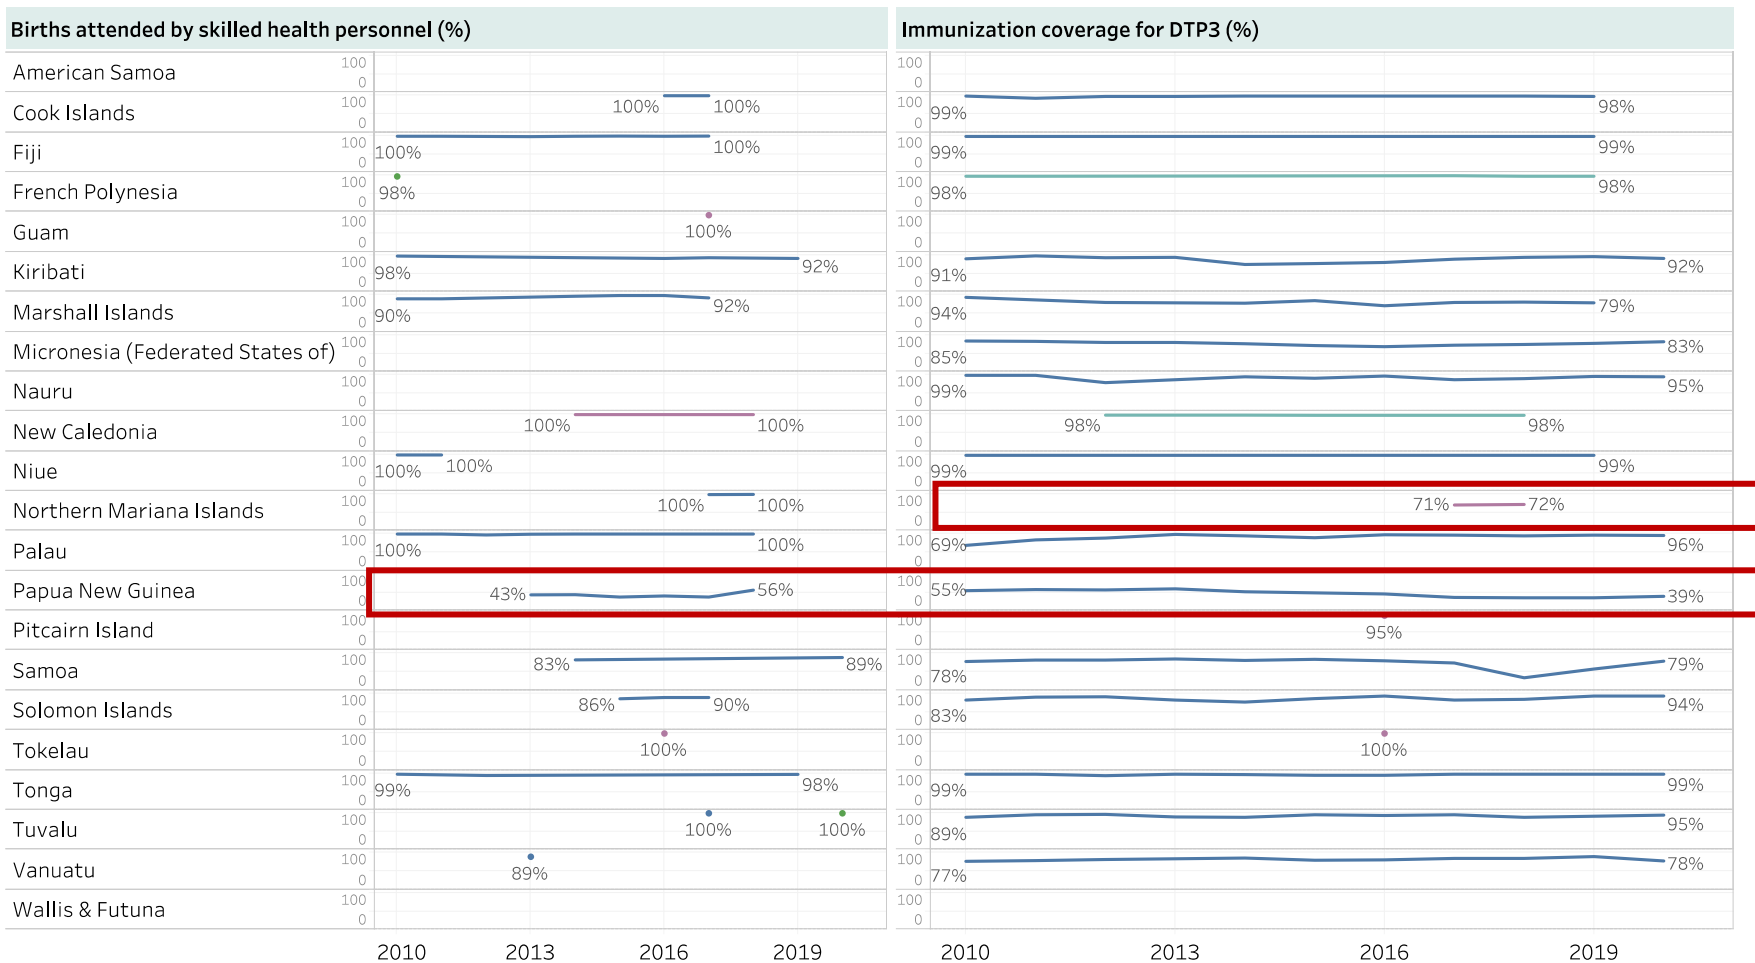 Births attended by skilled health personnel (%) Immunization coverage for DTP3 (%)
American Samoa 100 0 100 0
Cook Islands 100 0 100% 100% 100 0 99% 98%
Fiji 100 0 100% 100% 100 0 99% 99%
French Polynesia 100 0 98% 100 0 98% 98%
Guam 100 0 100% 100 0
Kiribati 100 0 98% 92% 100 0 91% 92%
Marshall Islands 100 0 90% 92% 100 0 94% 79%
Micronesia (Federated States of) 100 0 100 0 85% 83%
Nauru 100 0 100 0 99% 95%
New Caledonia 100 0 100% 100% 100 0 98% 98%
Niue 100 0 100% 100% 100 0 99% 99%
Northern Mariana Islands 100 0 100% 100% 100 0 71% 72%
Palau 100 0 100% 100% 100 0 69% 96%
Papua New Guinea 100 0 43% 56% 100 0 55% 39%
Pitcairn Island 100 0 100 0 95%
Samoa 100 0 83% 89% 100 0 78% 79%
Solomon Islands 100 0 86% 90% 100 0 83% 94%
Tokelau 100 0 100% 100 0 100%
Tonga 100 0 99% 98% 100 0 99% 99%
Tuvalu 100 0 100% 100% 100 0 89% 95%
Vanuatu 100 0 89% 100 0 77% 78%
Wallis & Futuna 100 0 100 0
2010 2013 2016 2019 2010 2013 2016 2019